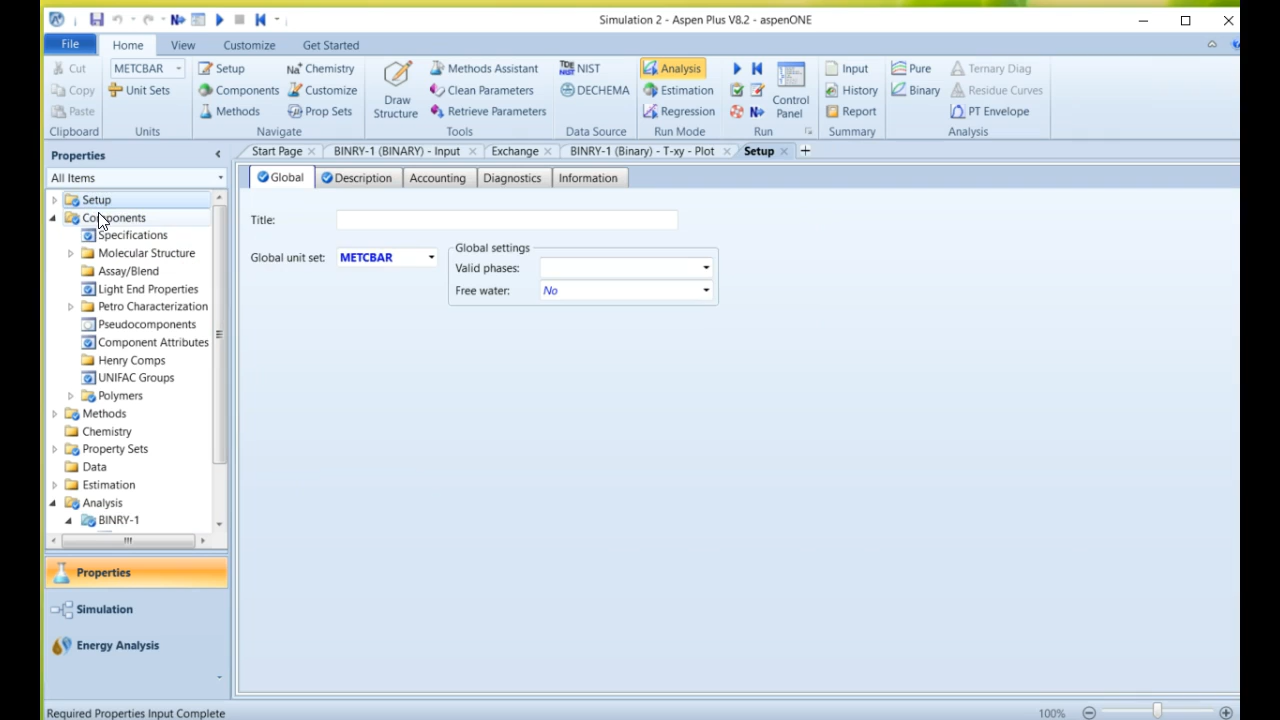 Simulation 2 - Aspen Plus V8.2 - aspenONE
File Home View Customize Get Started
Cut METCBAR Setup Chemistry Methods Assistant NIST Analysis Input Pure Ternary Diag
Copy Unit Sets Components Customize Clean Parameters DECHEMA Estimation History Binary Residue Curves
Paste Methods Prop Sets Draw Structure Retrieve Parameters Regression Control Panel Report PT Envelope
Clipboard Units Navigate Tools Data Source Run Mode Run Summary Analysis
Properties
Start Page BINRY-1 (BINARY) - Input Exchange BINRY-1 (Binary) - T-xy - Plot Setup
All Items
Global Description Accounting Diagnostics Information
Setup
Components
Specifications
Molecular Structure
Assay/Blend
Light End Properties
Petro Characterization
Pseudocomponents
Component Attributes
Henry Comps
UNIFAC Groups
Polymers
Methods
Chemistry
Property Sets
Data
Estimation
Analysis
BINRY-1
Title:
Global unit set: METCBAR
Global settings
Valid phases:
Free water: No
Properties
Simulation
Energy Analysis
Required Properties Input Complete
100%